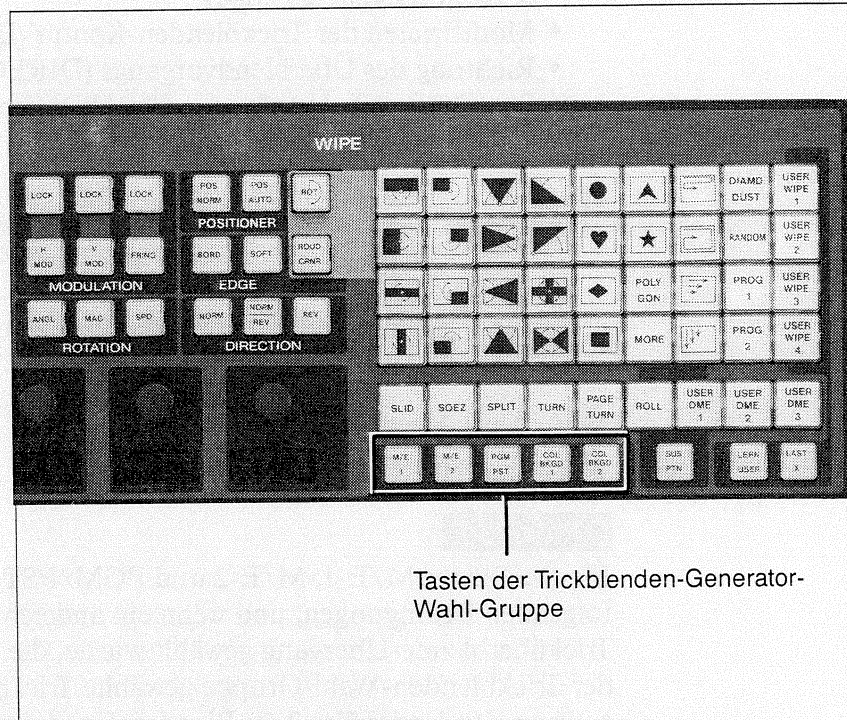 WIPE
LOCK LOCK LOCK POS NORM POS AUTO ROT DIAMD DUST USER WIPE 1
POSITIONER
H MOD V MOD FRING BORD SOFT ROUD CRNR RANDOM USER WIPE 2
MODULATION EDGE
POLY GON PROG 1 USER WIPE 3
ANGL MAG SPD NORM NORM REV REV MORE PROG 2 USER WIPE 4
ROTATION DIRECTION
SLID SQEZ SPLIT TURN PAGE TURN ROLL USER DME 1 USER DME 2 USER DME 3
M/E 1 M/E 2 PGM PST COL BKGD 1 COL BKGD 2 SUS PTN LERN USER LAST X
Tasten der Trickblenden-Generator-
Wahl-Gruppe